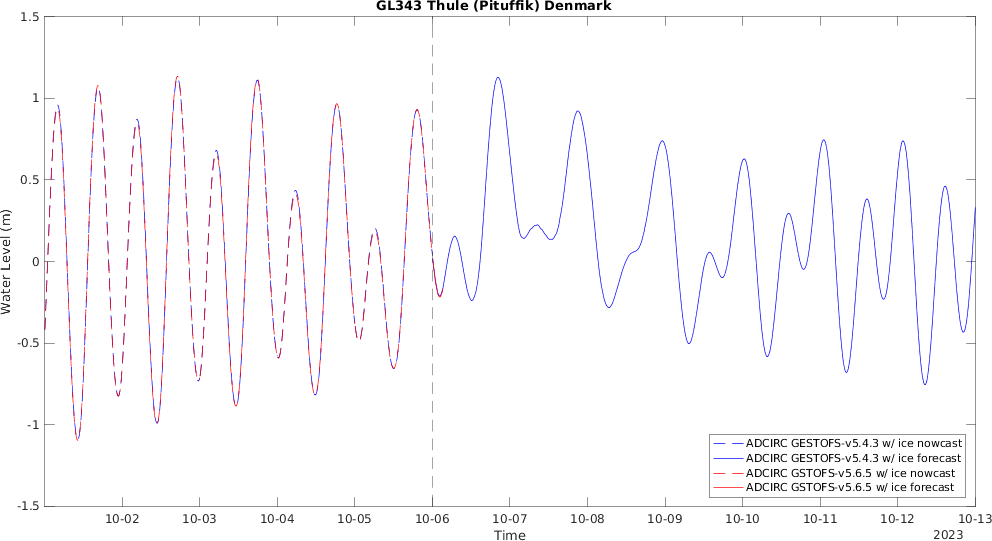 GL343 Thule (Pituffik) Denmark
1.5
1
0.5
0
-0.5
-1
-1.5
Water Level (m)
10-02 10-03 10-04 10-05 10-06 10-07 10-08 10-09 10-10 10-11 10-12 10-13
Time
2023
ADCIRC GESTOFS-v5.4.3 w/ ice nowcast
ADCIRC GESTOFS-v5.4.3 w/ ice forecast
ADCIRC GSTOFS-v5.6.5 w/ ice nowcast
ADCIRC GSTOFS-v5.6.5 w/ ice forecast